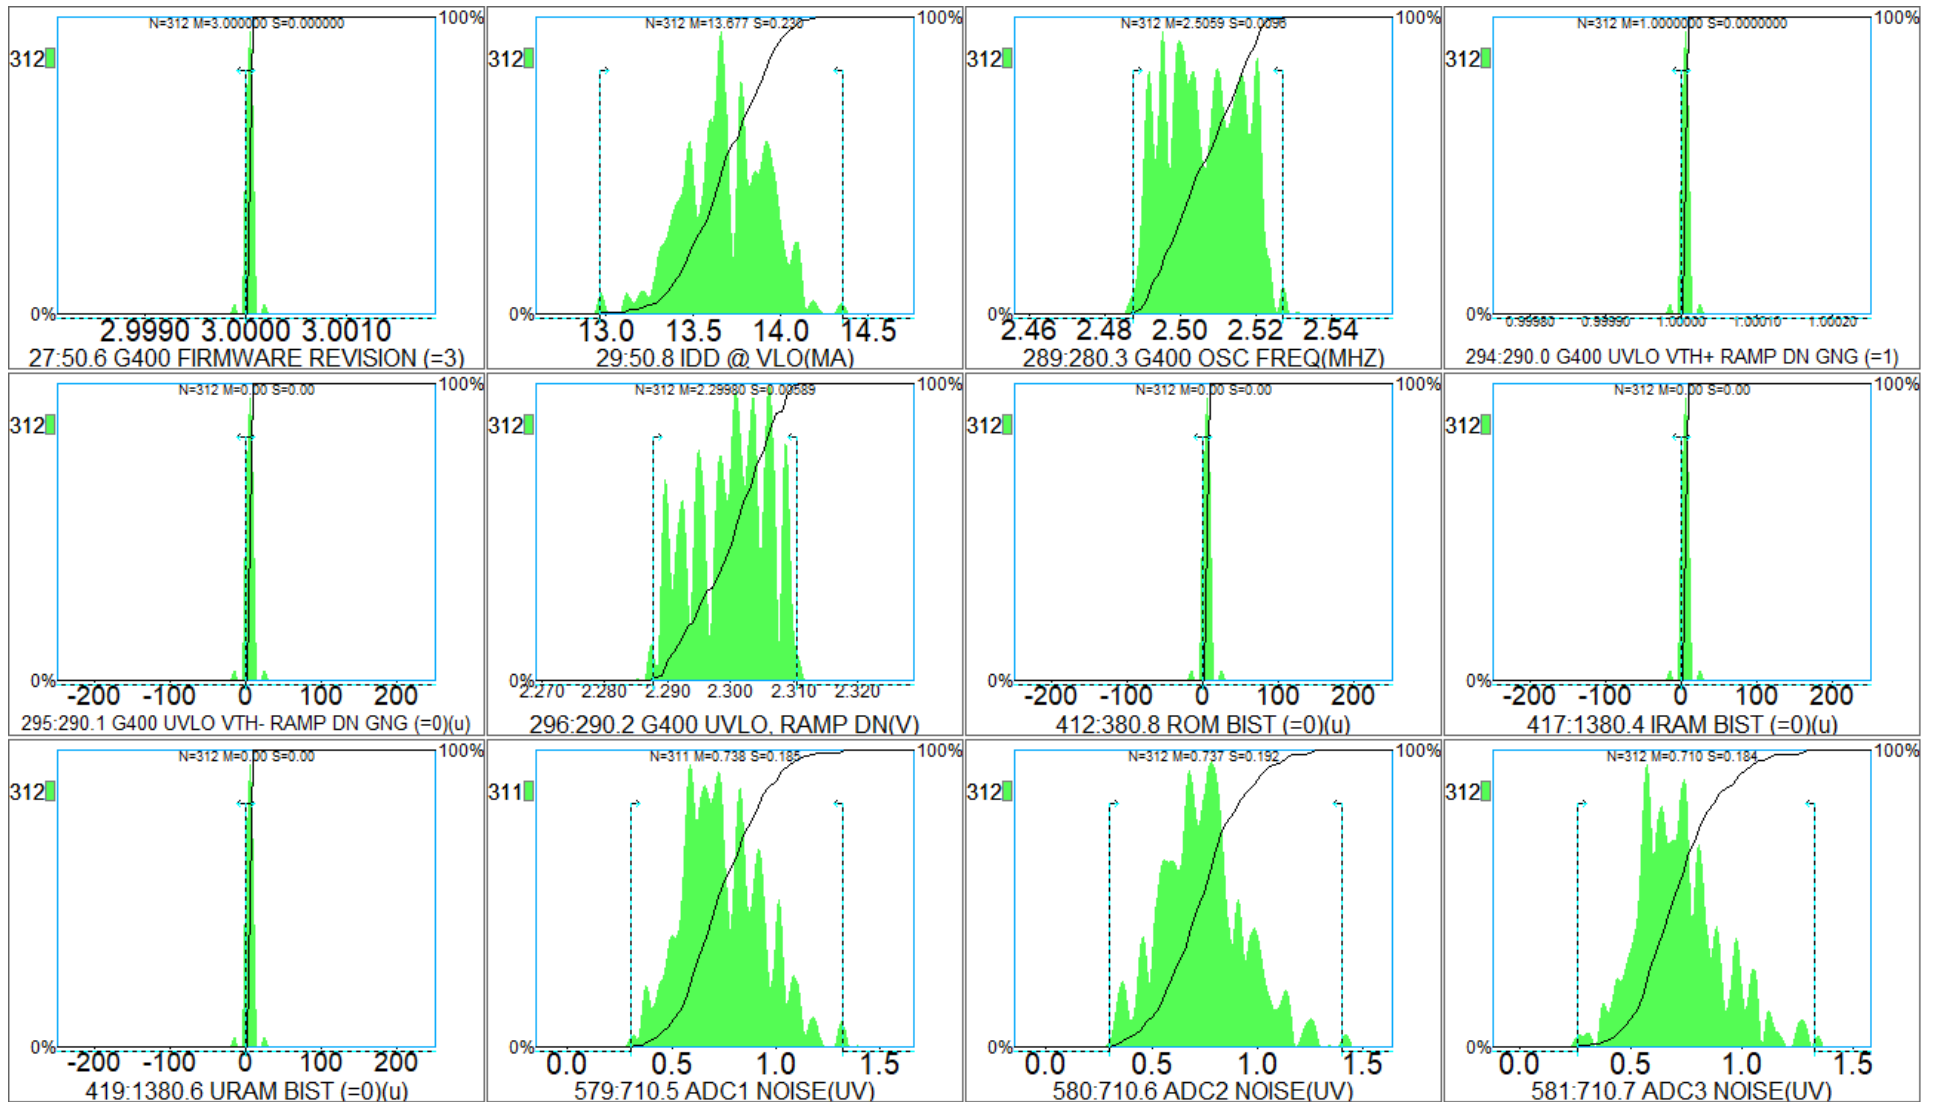 N=312 M=3.000000 S=0.000000
100%
312
0%
2.9990 3.0000 3.0010
27:50.6 G400 FIRMWARE REVISION (=3)
N=312 M=13.677 S=0.230
100%
312
0%
13.0 13.5 14.0 14.5
29:50.8 IDD @ VLO(MA)
N=312 M=2.5059 S=0.0096
100%
312
0%
2.46 2.48 2.50 2.52 2.54
289:280.3 G400 OSC FREQ(MHZ)
N=312 M=1.0000000 S=0.0000000
100%
312
0%
0.99980 0.99990 1.00000 1.00010 1.00020
294:290.0 G400 UVLO VTH+ RAMP DN GNG (=1)
N=312 M=0.00 S=0.00
100%
312
0%
-200 -100 0 100 200
295:290.1 G400 UVLO VTH- RAMP DN GNG (=0)(u)
N=312 M=2.29980 S=0.00589
100%
312
0%
2.270 2.280 2.290 2.300 2.310 2.320
296:290.2 G400 UVLO, RAMP DN(V)
N=312 M=0.00 S=0.00
100%
312
0%
-200 -100 0 100 200
412:380.8 ROM BIST (=0)(u)
N=312 M=0.00 S=0.00
100%
312
0%
-200 -100 0 100 200
417:1380.4 IRAM BIST (=0)(u)
N=312 M=0.00 S=0.00
100%
312
0%
-200 -100 0 100 200
419:1380.6 URAM BIST (=0)(u)
N=311 M=0.738 S=0.185
100%
311
0%
0.0 0.5 1.0 1.5
579:710.5 ADC1 NOISE(UV)
N=312 M=0.737 S=0.192
100%
312
0%
0.0 0.5 1.0 1.5
580:710.6 ADC2 NOISE(UV)
N=312 M=0.710 S=0.184
100%
312
0%
0.0 0.5 1.0 1.5
581:710.7 ADC3 NOISE(UV)